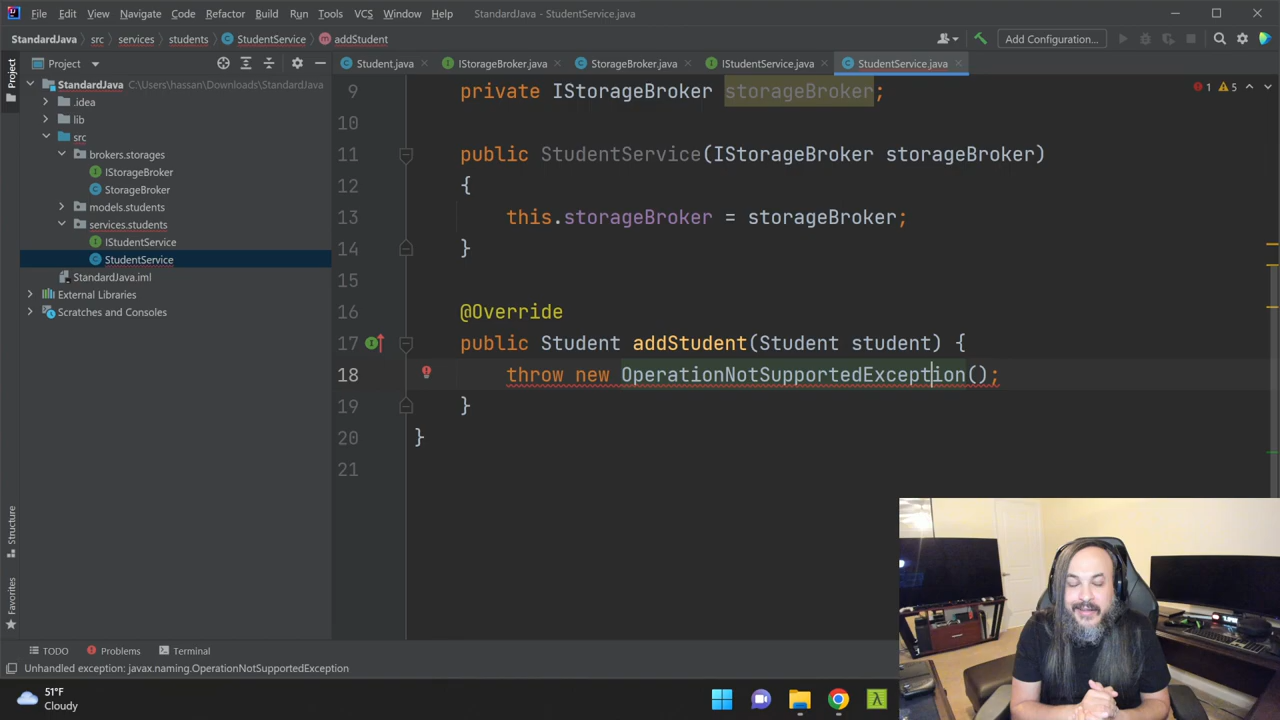 File Edit View Navigate Code Refactor Build Run Tools VCS Window Help StandardJava - StudentService.java
StandardJava src services students StudentService addStudent Add Configuration...
Project Student.java IStorageBroker.java StorageBroker.java IStudentService.java StudentService.java
Project
StandardJava C:\Users\hassan\Downloads\StandardJava
.idea
lib
src
brokers.storages
IStorageBroker
StorageBroker
models.students
services.students
IStudentService
StudentService
StandardJava.iml
External Libraries
Scratches and Consoles
1 5
9 private IStorageBroker storageBroker;
10
11 public StudentService(IStorageBroker storageBroker)
12 {
13 this.storageBroker = storageBroker;
14 }
15
16 @Override
17 public Student addStudent(Student student) {
18 throw new OperationNotSupportedException();
19 }
20 }
21
Structure
Favorites
TODO Problems Terminal
Unhandled exception: javax.naming.OperationNotSupportedException
51°F
Cloudy